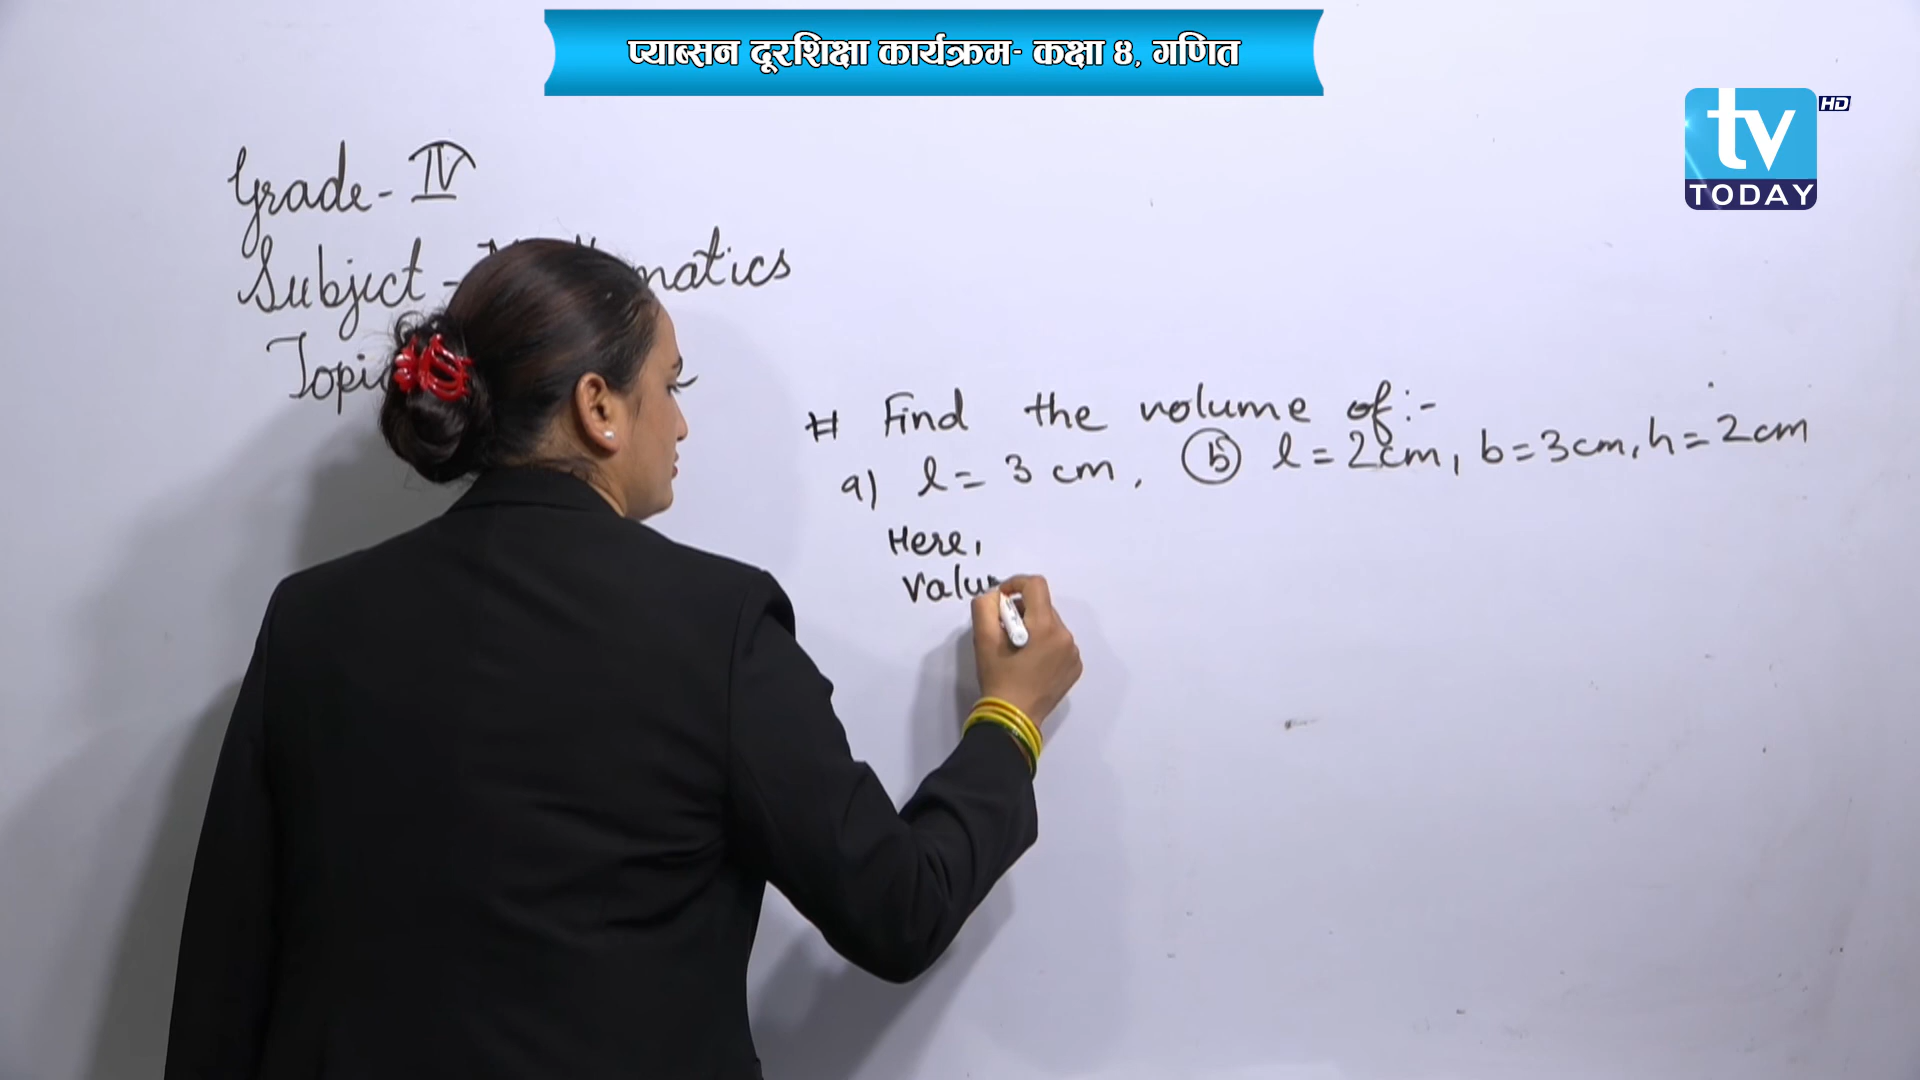 प्याब्सन दूरशिक्षा कार्यक्रम- कक्षा ४, गणित
tv HD
TODAY
Grade - IV
Subject -
Topic
# Find the volume of:-
a) l = 3 cm, (b) l = 2cm, b = 3cm, h = 2cm
Here,